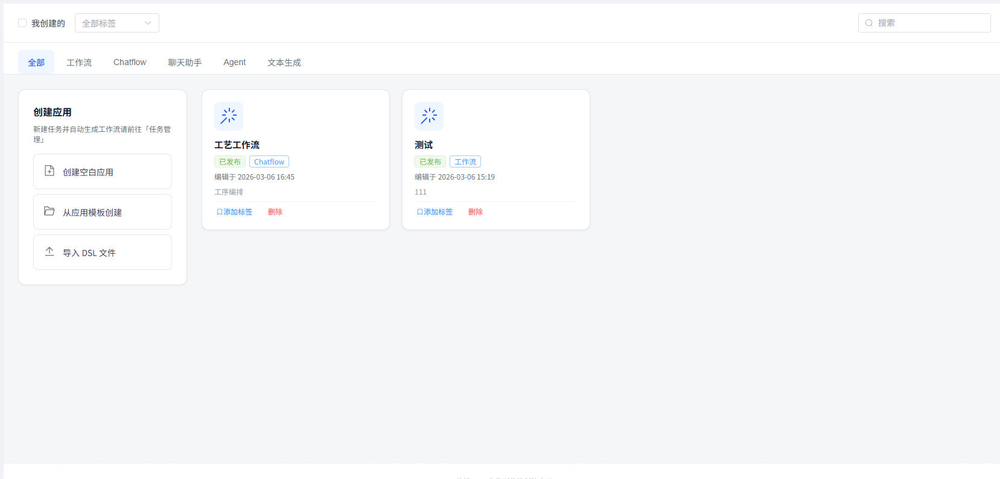 我创建的
全部标签
搜索
全部
工作流
Chatflow
聊天助手
Agent
文本生成
创建应用
新建任务并自动生成工作流请前往「任务管
理」
创建空白应用
从应用模板创建
导入 DSL 文件
工艺工作流
已发布
Chatflow
编辑于 2026-03-06 16:45
工序编排
添加标签
删除
测试
已发布
工作流
编辑于 2026-03-06 15:19
111
添加标签
删除